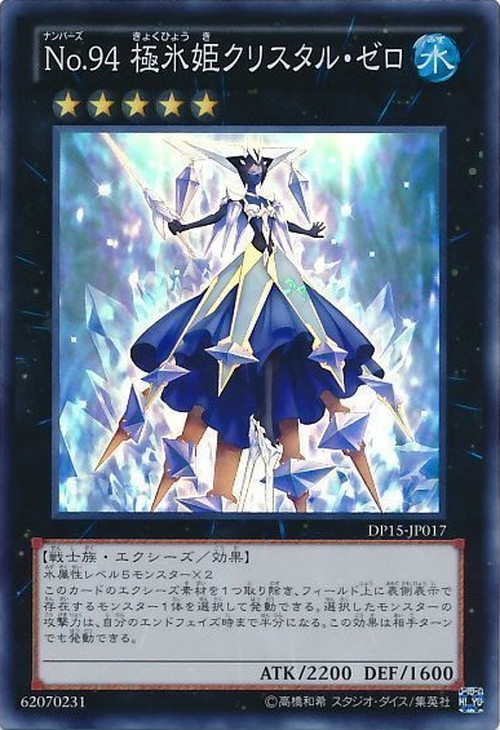 ナンバーズ きょくひょう き
No.94 極氷姫クリスタル・ゼロ
みず
水
94
DP15-JP017
【戦士族・エクシーズ/効果】
水属性レベル5モンスター×2
このカードのエクシーズ素材を1つ取り除き、フィールド上に表側表示で
存在するモンスター1体を選択して発動できる。選択したモンスターの
攻撃力は、自分のエンドフェイズ時まで半分になる。この効果は相手ターン
でも発動できる。
ATK/2200 DEF/1600
62070231
©高橋和希 スタジオ・ダイス/集英社